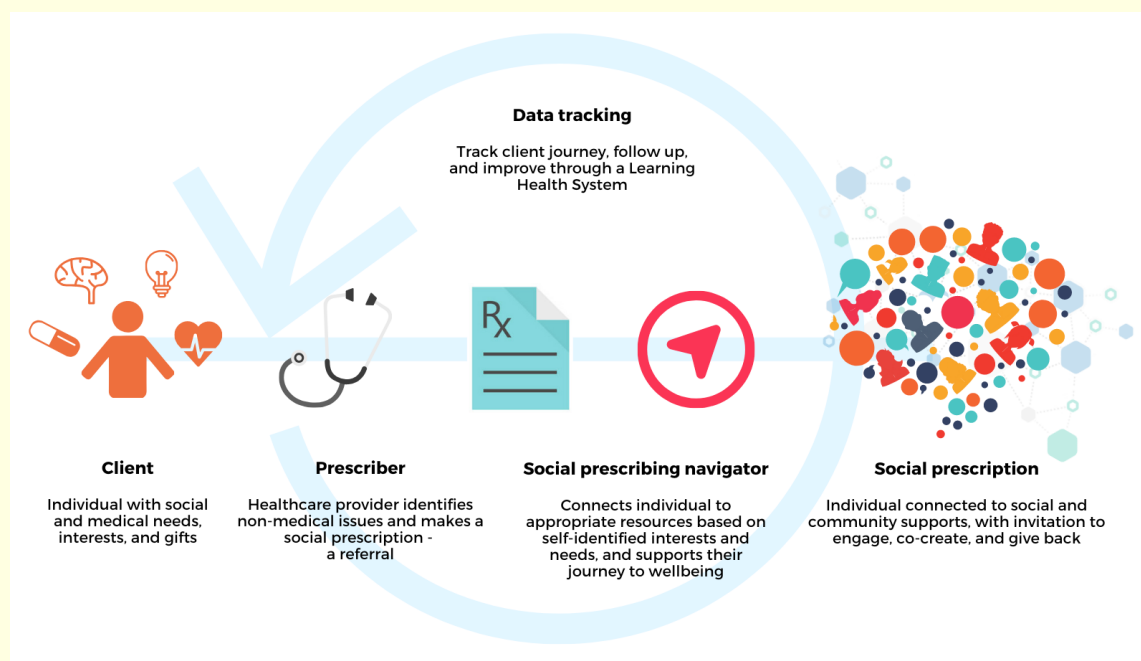 Data tracking
Track client journey, follow up,
and improve through a Learning
Health System
Rx
Client
Individual with social
and medical needs,
interests, and gifts
Prescriber
Healthcare provider identifies
non-medical issues and makes a
social prescription -
a referral
Social prescribing navigator
Connects individual to
appropriate resources based on
self-identified interests and
needs, and supports their
journey to wellbeing
Social prescription
Individual connected to social and
community supports, with invitation to
engage, co-create, and give back